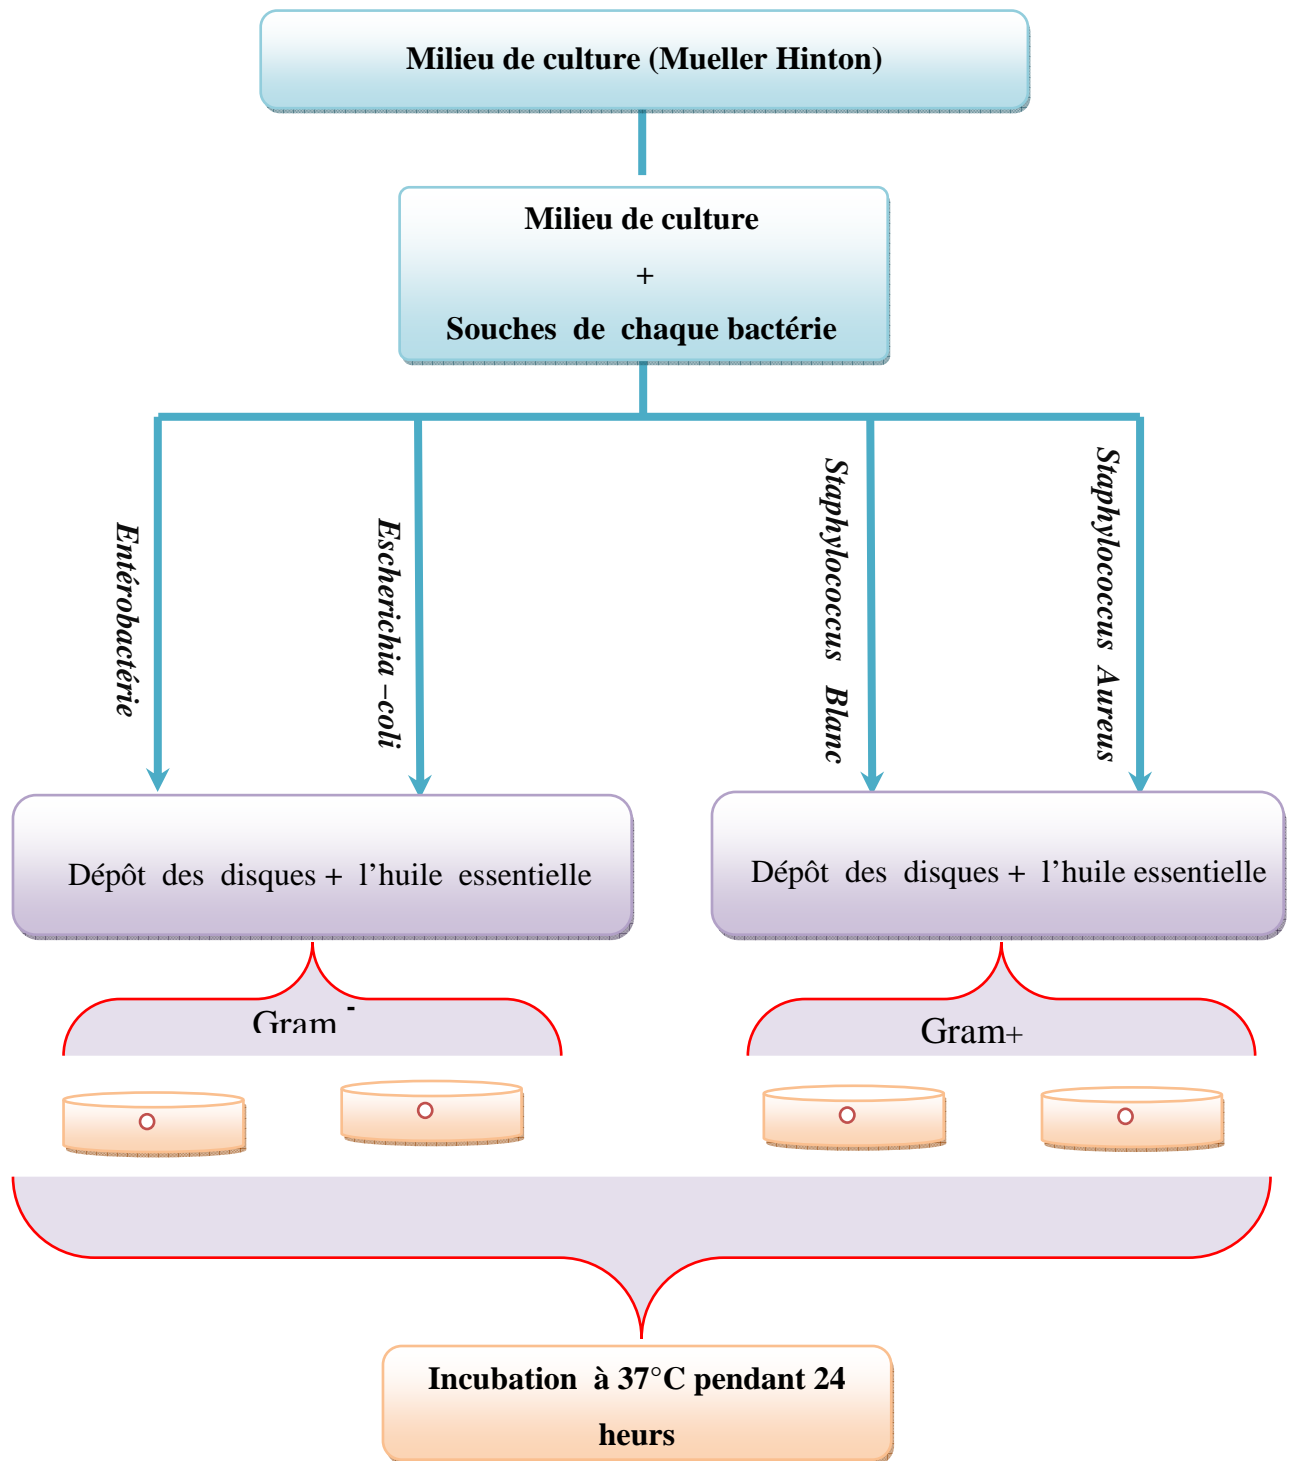 Milieu de culture (Mueller Hinton)
Milieu de culture
+
Souches de chaque bactérie
Entérobactérie
Escherichia –coli
Staphylococcus Blanc
Staphylococcus Aureus
Dépôt des disques + l'huile essentielle
Dépôt des disques + l'huile essentielle
Gram -
Gram+
Incubation à 37°C pendant 24
heurs